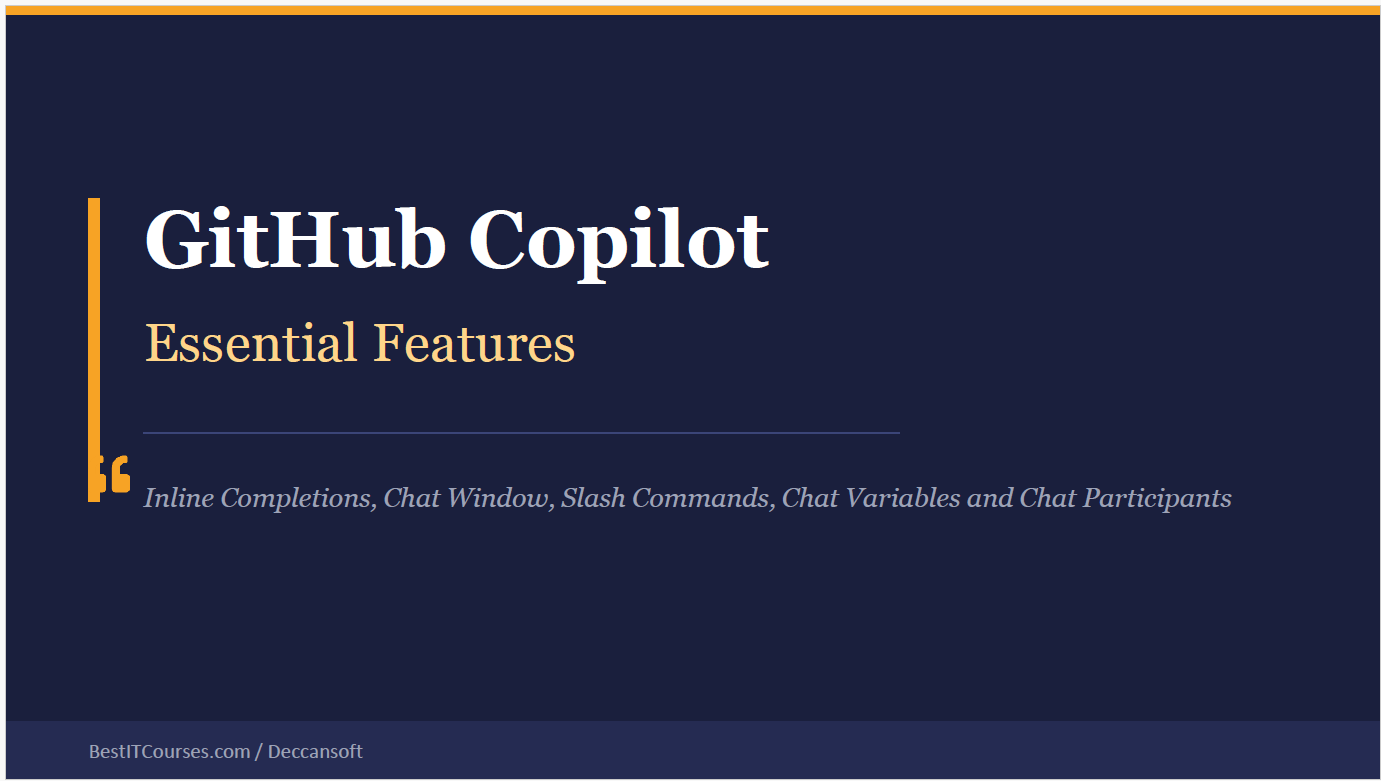 GitHub Copilot
Essential Features
“
Inline Completions, Chat Window, Slash Commands, Chat Variables and Chat Participants
BestITCourses.com / Deccansoft